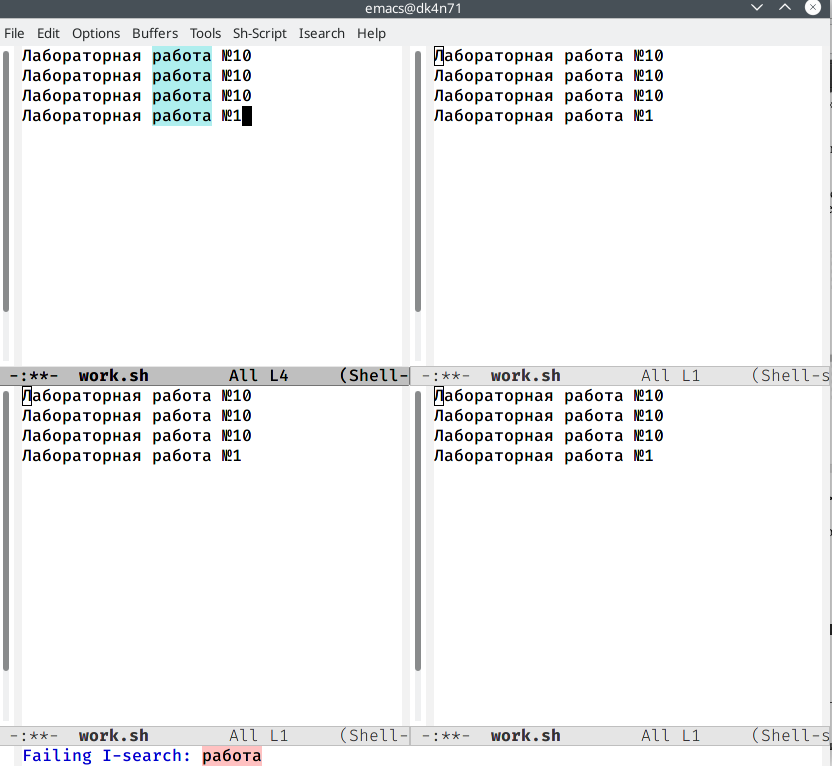 emacs@dk4n71
File Edit Options Buffers Tools Sh-Script Isearch Help
Лабораторная работа №10
Лабораторная работа №10
Лабораторная работа №10
Лабораторная работа №1
-:**- work.sh All L4 (Shell-
Лабораторная работа №10
Лабораторная работа №10
Лабораторная работа №10
Лабораторная работа №1
-:**- work.sh All L1 (Shell-s
Лабораторная работа №10
Лабораторная работа №10
Лабораторная работа №10
Лабораторная работа №1
-:**- work.sh All L1 (Shell-
Лабораторная работа №10
Лабораторная работа №10
Лабораторная работа №10
Лабораторная работа №1
-:**- work.sh All L1 (Shell-s
Failing I-search: работа